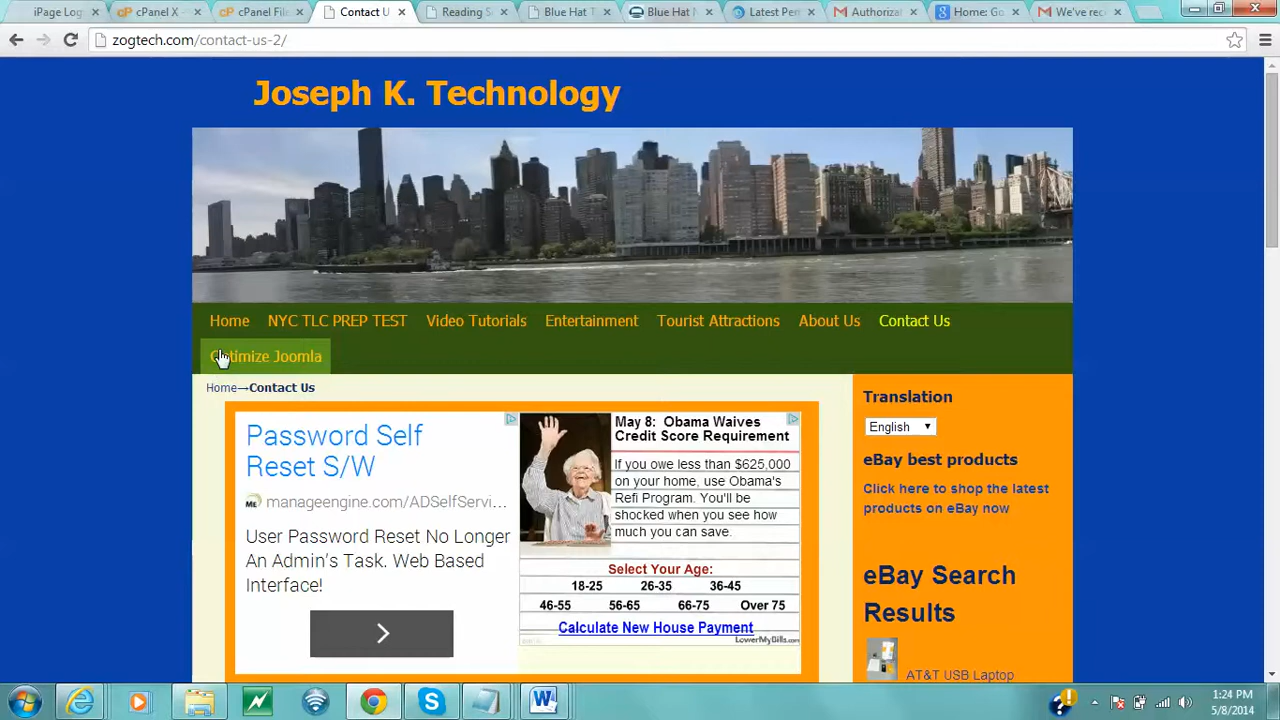 iPage Log
cPanel X -
cPanel File
Contact U
Reading S
Blue Hat T
Blue Hat N
Latest Per
Authoriza
Home: Go
We've rec
zogtech.com/contact-us-2/
Joseph K. Technology
Home NYC TLC PREP TEST Video Tutorials Entertainment Tourist Attractions About Us Contact Us
Optimize Joomla
Home→Contact Us
Password Self
Reset S/W
manageengine.com/ADSelfServi...
User Password Reset No Longer
An Admin's Task. Web Based
Interface!
May 8: Obama Waives
Credit Score Requirement
If you owe less than $625,000
on your home, use Obama's
Refi Program. You'll be
shocked when you see how
much you can save.
Select Your Age:
18-25 26-35 36-45
46-55 56-65 66-75 Over 75
Calculate New House Payment
LowerMyBills.com
Translation
English
eBay best products
Click here to shop the latest
products on eBay now
eBay Search
Results
AT&T USB Laptop
1:24 PM
5/8/2014